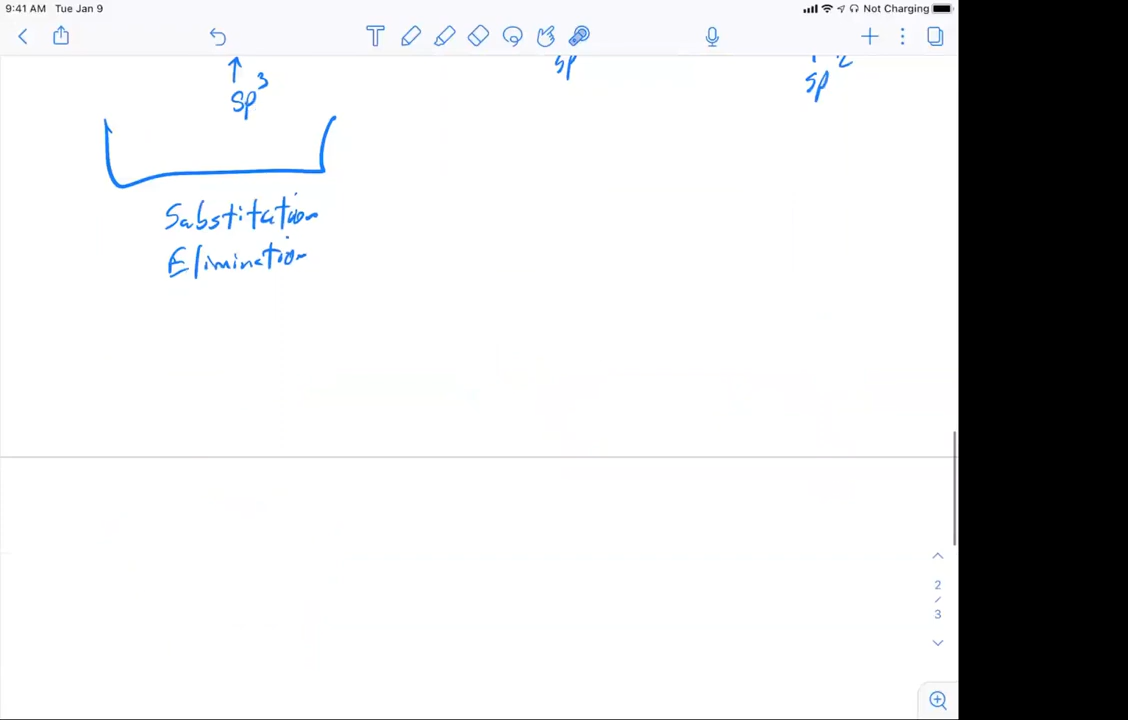 9:41 AM Tue Jan 9
Not Charging
sp³
sp
sp²
Substitution
Elimination
2
/
3